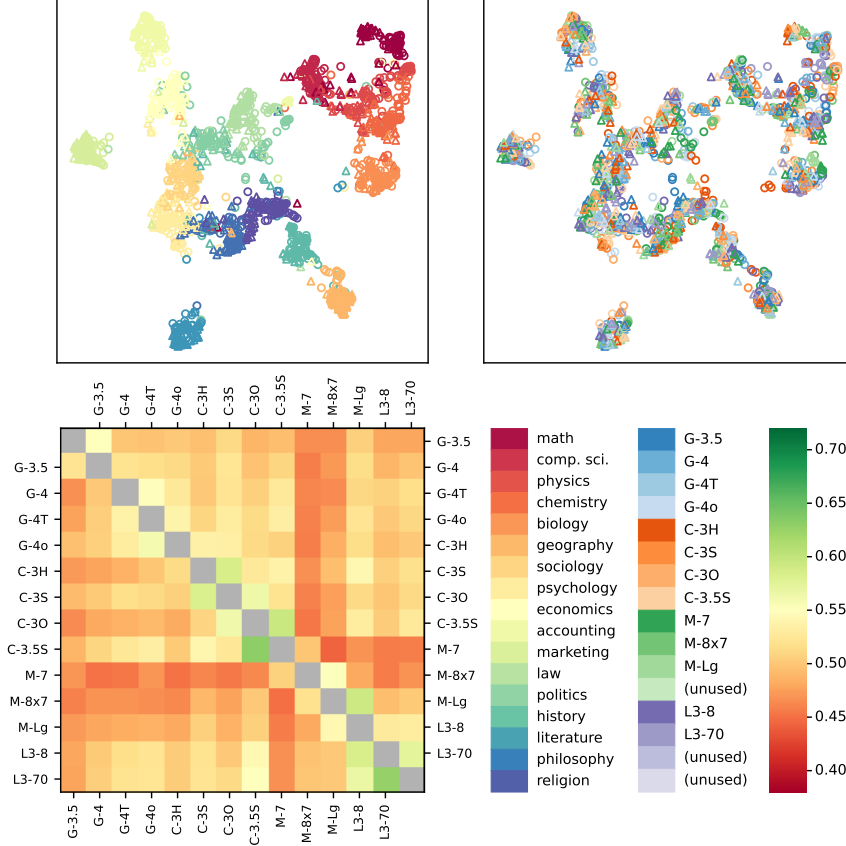 G-3.5
G-4
G-4T
G-4o
C-3H
C-3S
C-3O
C-3.5S
M-7
M-8x7
M-Lg
L3-8
L3-70
G-3.5
G-4
G-4T
G-4o
C-3H
C-3S
C-3O
C-3.5S
M-7
M-8x7
M-Lg
L3-8
L3-70
G-3.5
G-4
G-4T
G-4o
C-3H
C-3S
C-3O
C-3.5S
M-7
M-8x7
M-Lg
L3-8
L3-70
G-3.5
G-4
G-4T
G-4o
C-3H
C-3S
C-3O
C-3.5S
M-7
M-8x7
M-Lg
L3-8
L3-70
math
comp. sci.
physics
chemistry
biology
geography
sociology
psychology
economics
accounting
marketing
law
politics
history
literature
philosophy
religion
G-3.5
G-4
G-4T
G-4o
C-3H
C-3S
C-3O
C-3.5S
M-7
M-8x7
M-Lg
(unused)
L3-8
L3-70
(unused)
(unused)
0.70
0.65
0.60
0.55
0.50
0.45
0.40